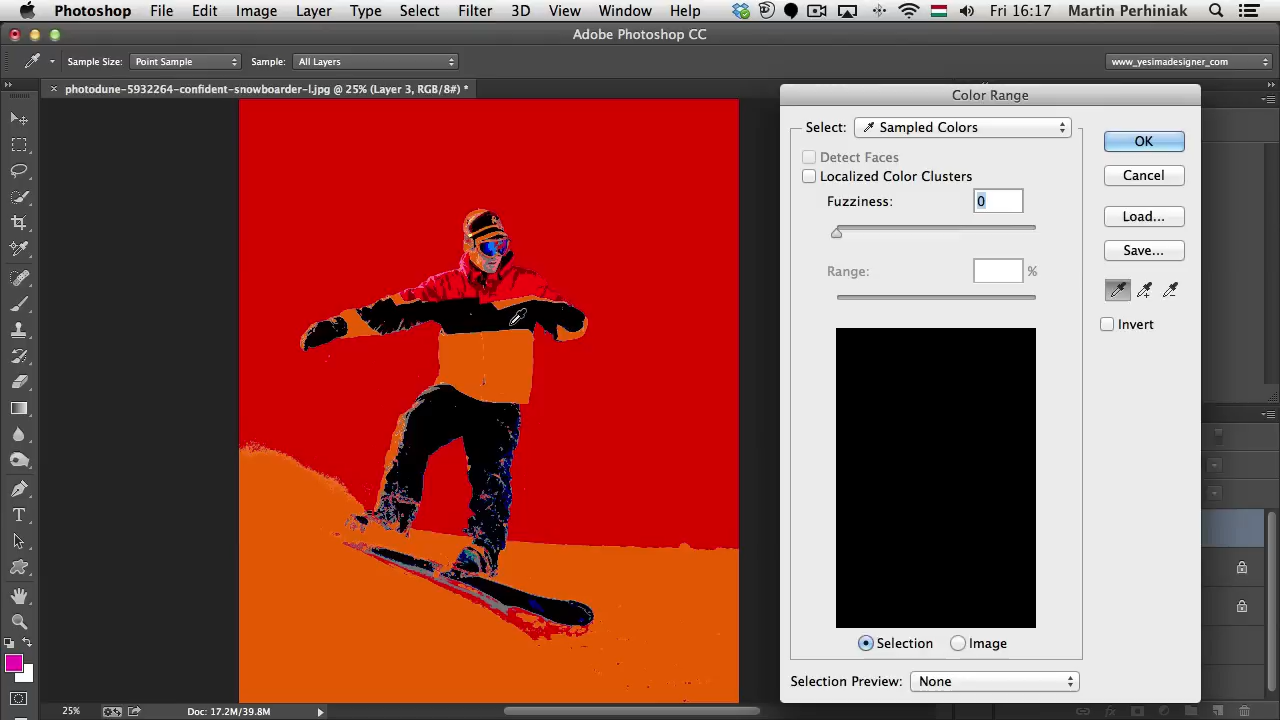 Photoshop File Edit Image Layer Type Select Filter 3D View Window Help Fri 16:17 Martin Perhiniak
Adobe Photoshop CC
Sample Size: Point Sample Sample: All Layers www_yesimadesigner_com
photodune-5932264-confident-snowboarder-l.jpg @ 25% (Layer 3, RGB/8#) *
Color Range
Select: Sampled Colors
OK
Detect Faces
Localized Color Clusters
Cancel
Fuzziness: 0
Load...
Save...
Range: %
Invert
Selection Image
Selection Preview: None
25% Doc: 17.2M/39.8M